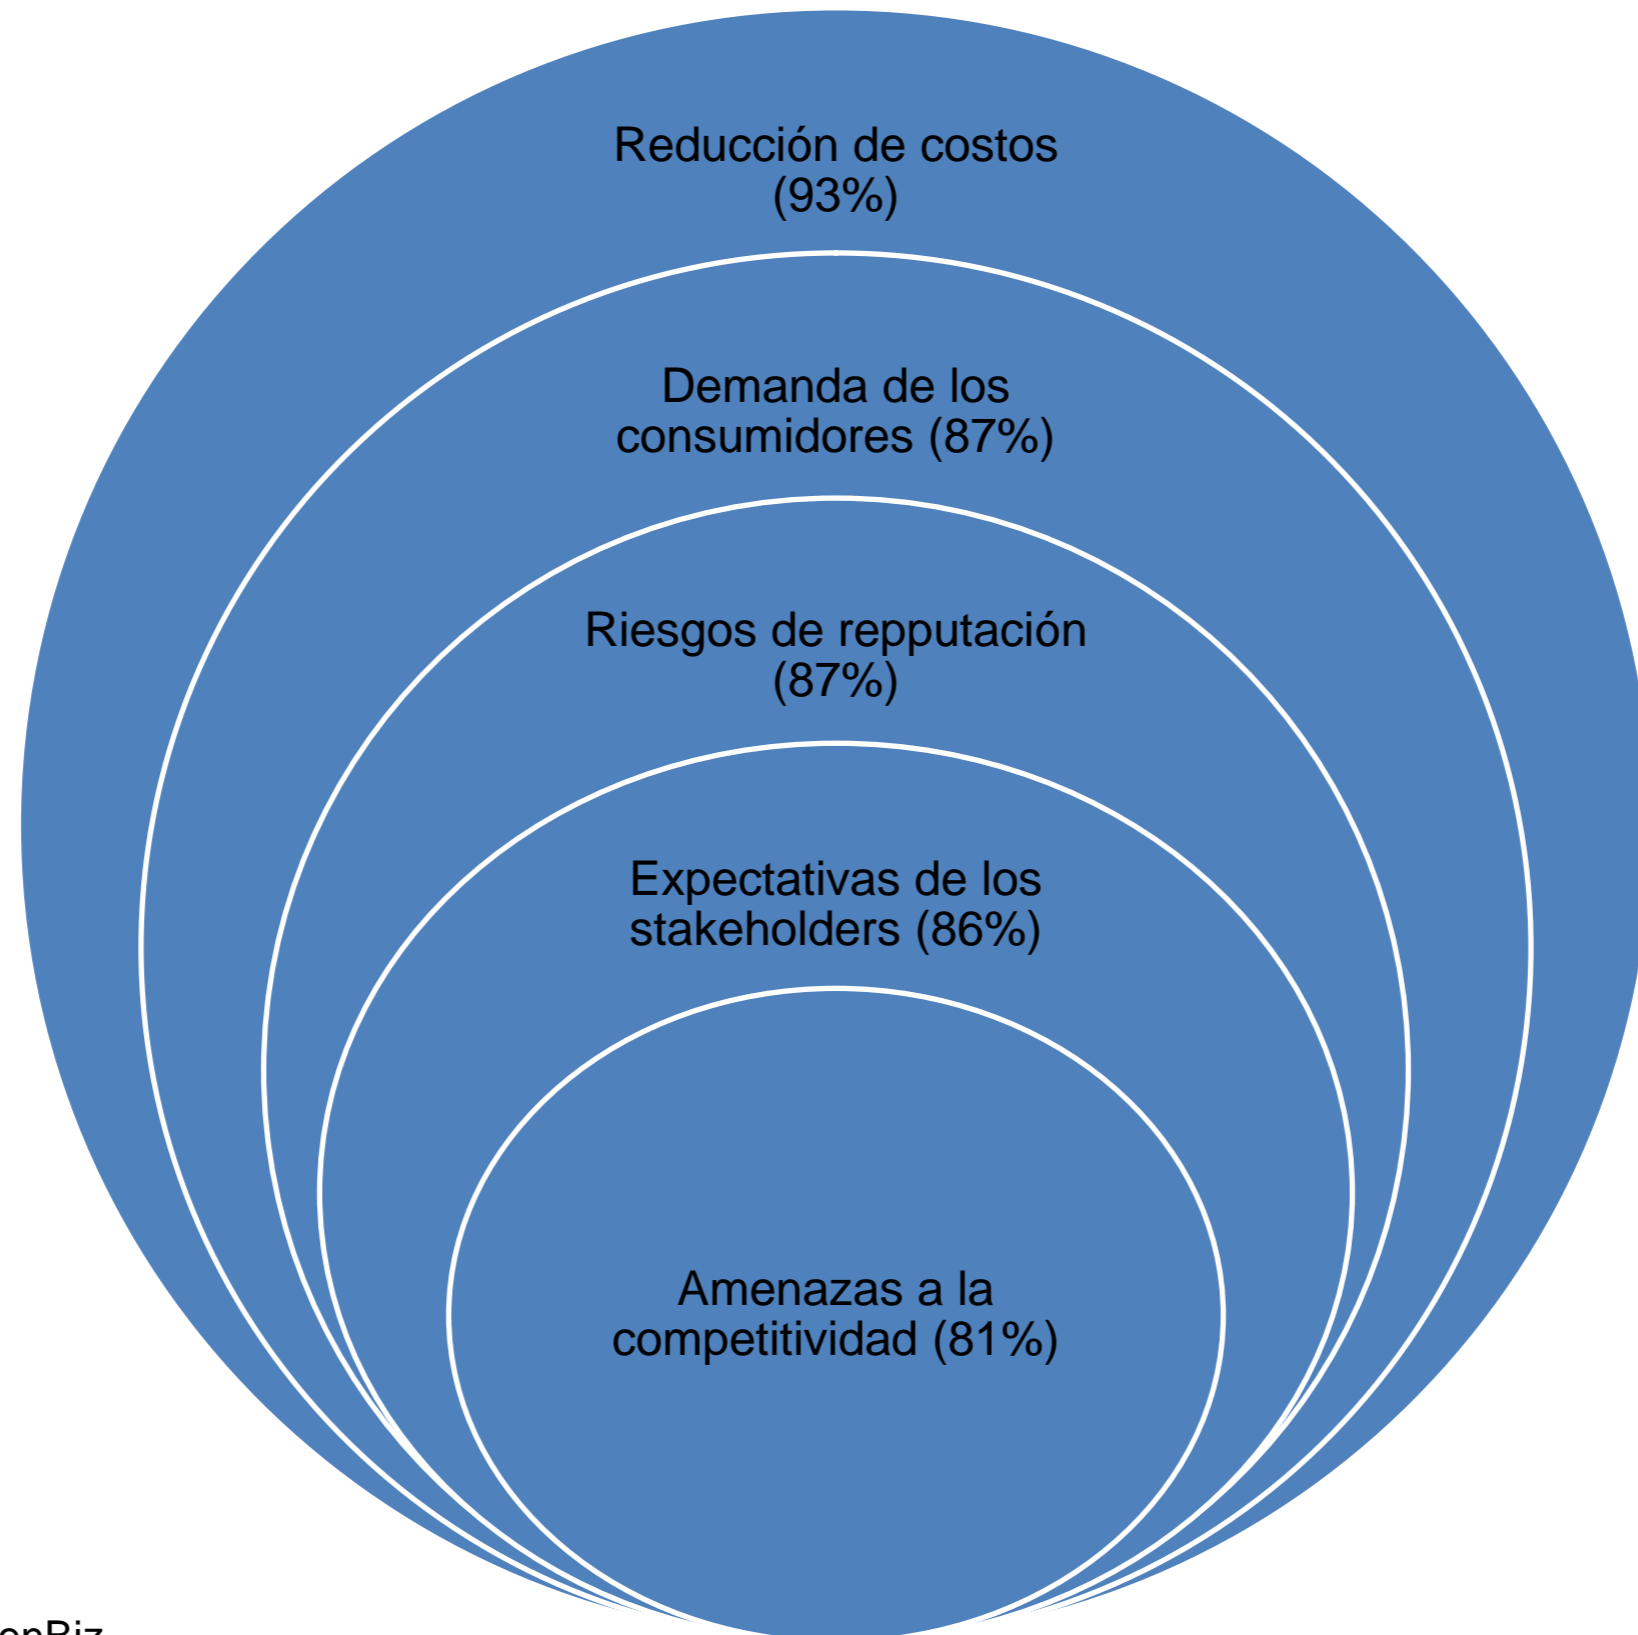 Reducción de costos
(93%)
Demanda de los
consumidores (87%)
Riesgos de repputación
(87%)
Expectativas de los
stakeholders (86%)
Amenazas a la
competitividad (81%)